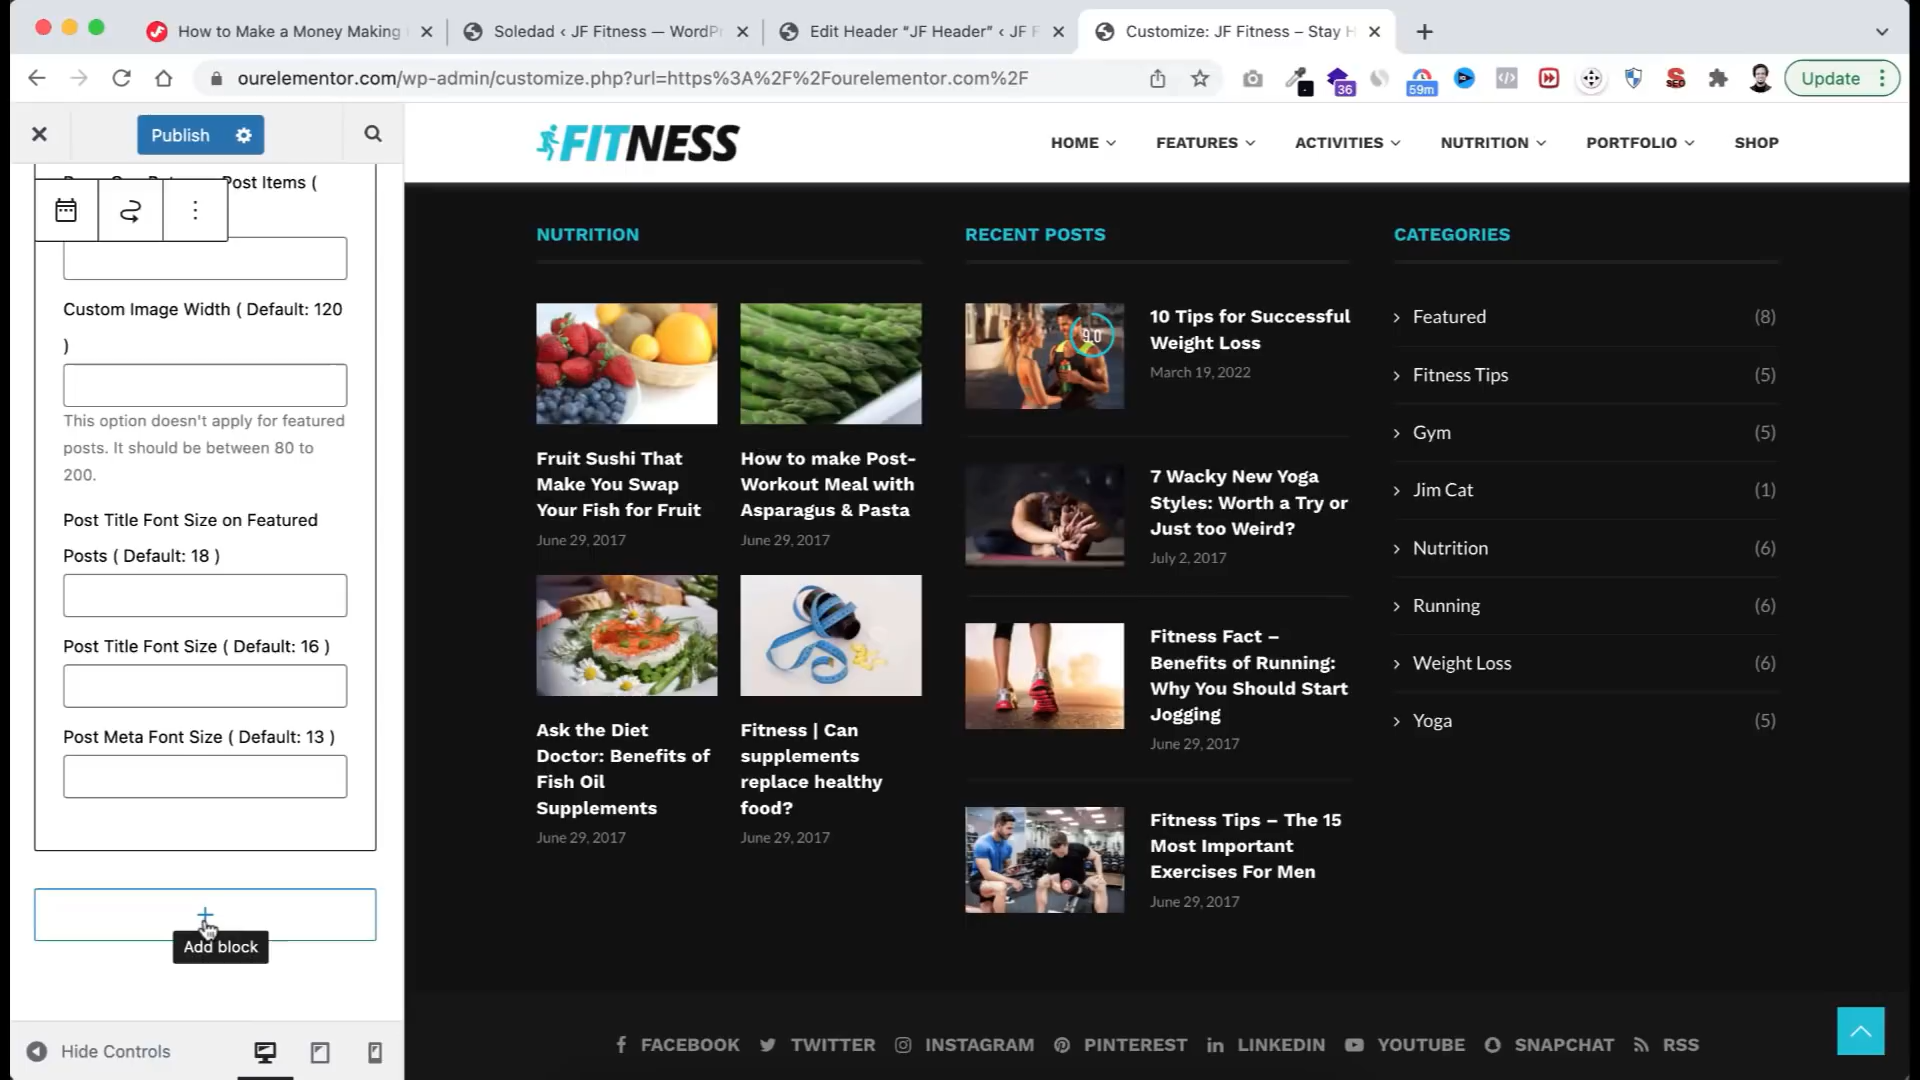 How to Make a Money Making
Soledad ‹ JF Fitness — WordPr
Edit Header “JF Header” ‹ JF F
Customize: JF Fitness – Stay H
ourelementor.com/wp-admin/customize.php?url=https%3A%2F%2Fourelementor.com%2F
36
59m
SEO
Update
Publish
FITNESS
HOME
FEATURES
ACTIVITIES
NUTRITION
PORTFOLIO
SHOP
Post Items (
Custom Image Width ( Default: 120
)
This option doesn't apply for featured
posts. It should be between 80 to
200.
Post Title Font Size on Featured
Posts ( Default: 18 )
Post Title Font Size ( Default: 16 )
Post Meta Font Size ( Default: 13 )
Add block
Hide Controls
NUTRITION
Fruit Sushi That
Make You Swap
Your Fish for Fruit
June 29, 2017
How to make Post-
Workout Meal with
Asparagus & Pasta
June 29, 2017
Ask the Diet
Doctor: Benefits of
Fish Oil
Supplements
June 29, 2017
Fitness | Can
supplements
replace healthy
food?
June 29, 2017
RECENT POSTS
9.0
10 Tips for Successful
Weight Loss
March 19, 2022
7 Wacky New Yoga
Styles: Worth a Try or
Just too Weird?
July 2, 2017
Fitness Fact –
Benefits of Running:
Why You Should Start
Jogging
June 29, 2017
Fitness Tips – The 15
Most Important
Exercises For Men
June 29, 2017
CATEGORIES
Featured (8)
Fitness Tips (5)
Gym (5)
Jim Cat (1)
Nutrition (6)
Running (6)
Weight Loss (6)
Yoga (5)
FACEBOOK
TWITTER
INSTAGRAM
PINTEREST
LINKEDIN
YOUTUBE
SNAPCHAT
RSS